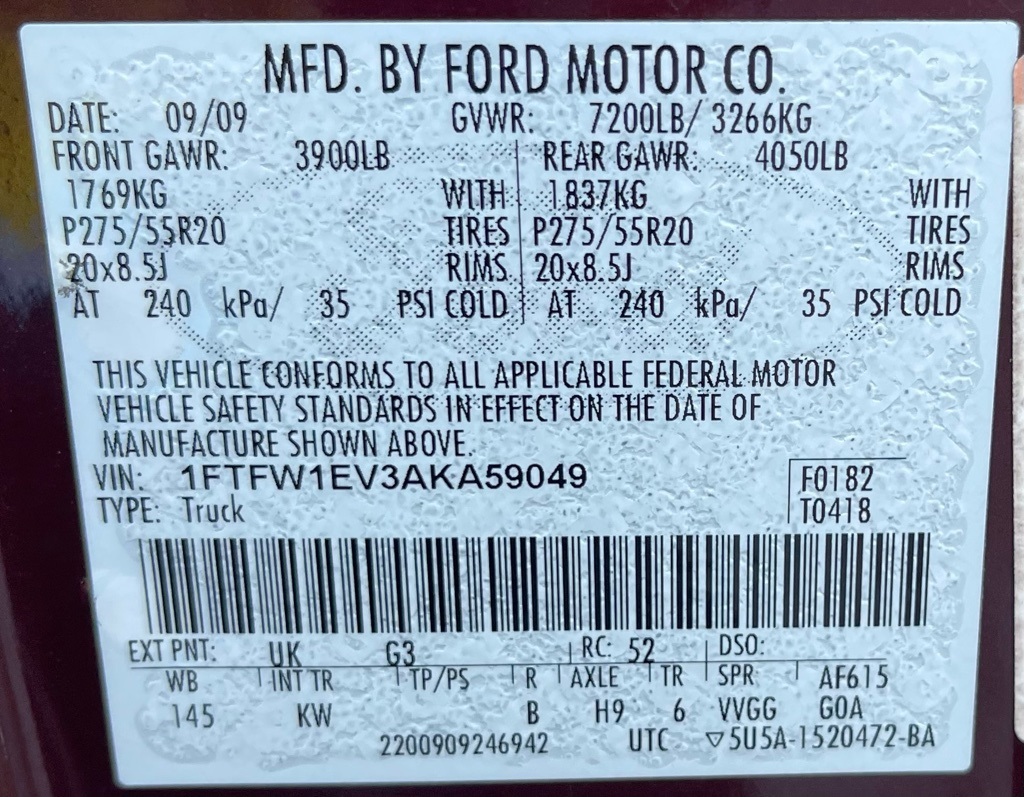 MFD. BY FORD MOTOR CO.
DATE: 09/09 GVWR: 7200LB/ 3266KG
FRONT GAWR: 3900LB REAR GAWR: 4050LB
1769KG WITH 1837KG WITH
P275/55R20 TIRES P275/55R20 TIRES
20x8.5J RIMS 20x8.5J RIMS
AT 240 kPa/ 35 PSI COLD AT 240 kPa/ 35 PSI COLD
THIS VEHICLE CONFORMS TO ALL APPLICABLE FEDERAL MOTOR
VEHICLE SAFETY STANDARDS IN EFFECT ON THE DATE OF
MANUFACTURE SHOWN ABOVE.
VIN: 1FTFW1EV3AKA59049 F0182
TYPE: Truck T0418
EXT PNT: UK G3 RC: 52 DSO:
WB INT TR TP/PS R AXLE TR SPR AF615
145 KW B H9 6 VVGG G0A
2200909246942 UTC ▽5U5A-1520472-BA